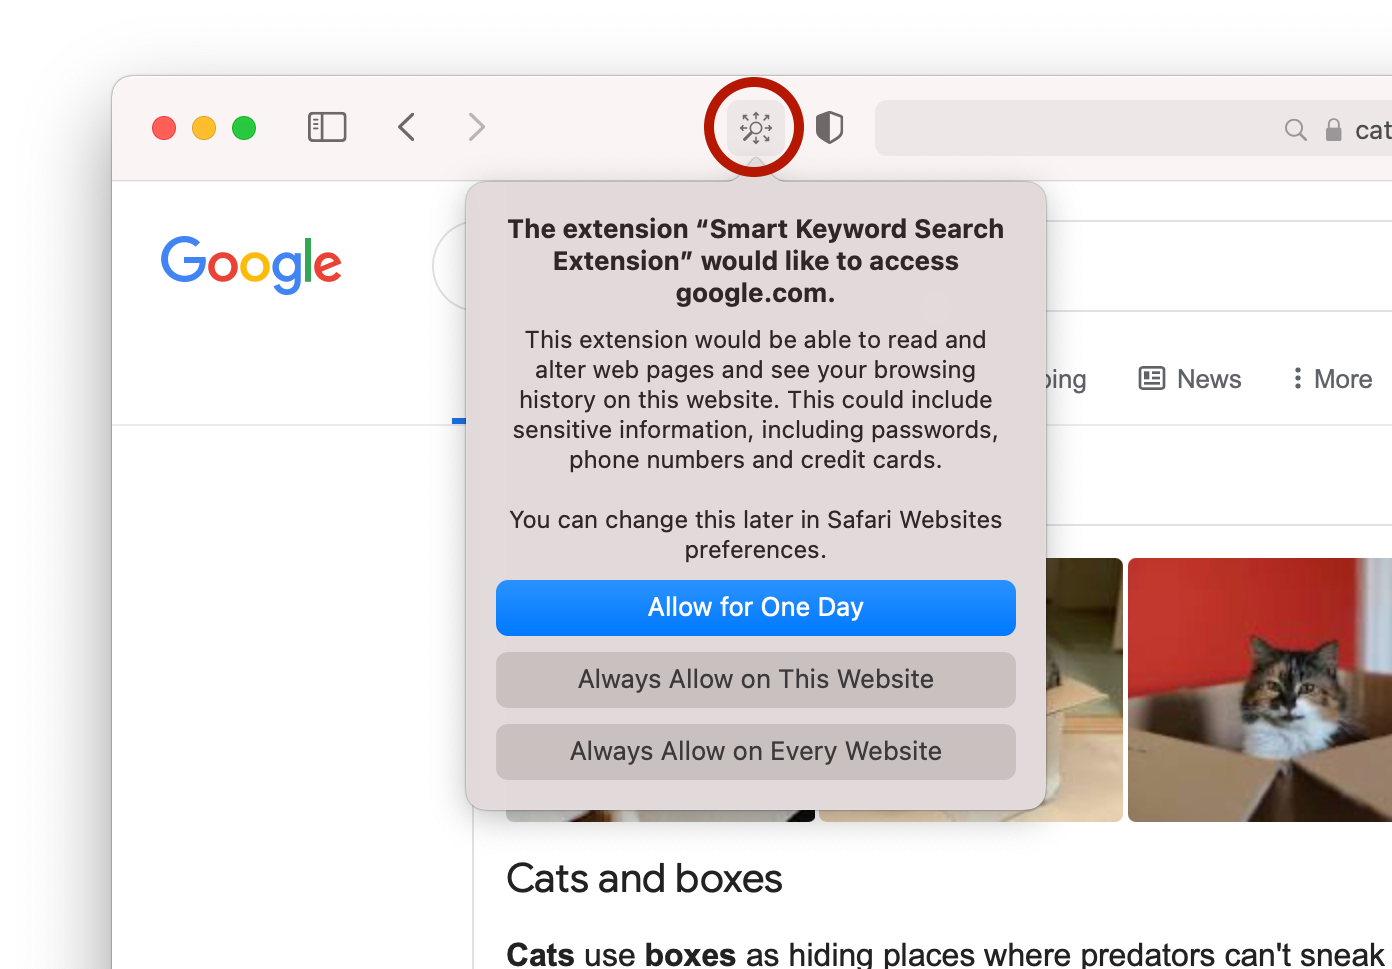 cat
Google
The extension “Smart Keyword Search
Extension” would like to access
google.com.
This extension would be able to read and
alter web pages and see your browsing
history on this website. This could include
sensitive information, including passwords,
phone numbers and credit cards.
You can change this later in Safari Websites
preferences.
Allow for One Day
Always Allow on This Website
Always Allow on Every Website
ping News More
Cats and boxes
Cats use boxes as hiding places where predators can't sneak